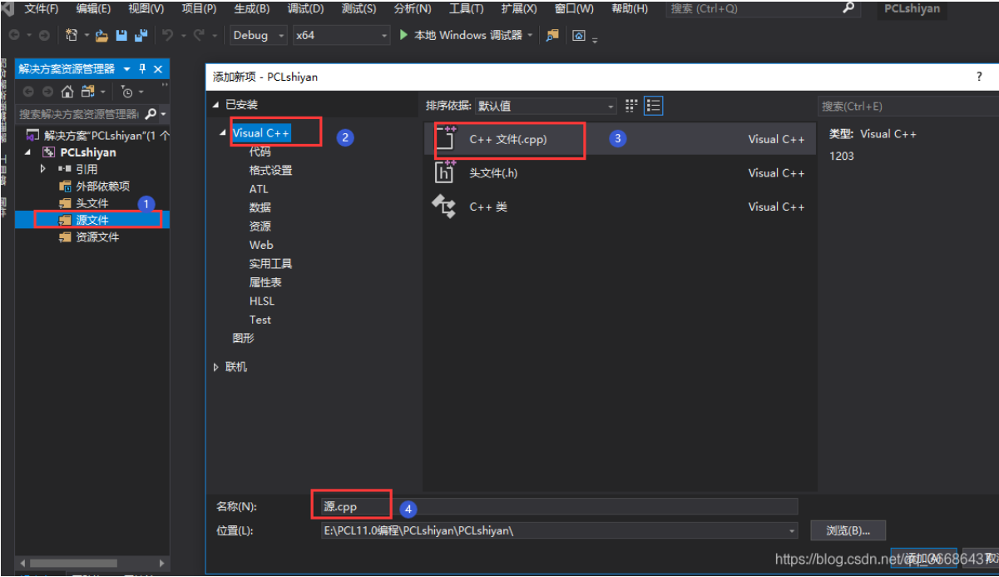 文件(F) 编辑(E) 视图(V) 项目(P) 生成(B) 调试(D) 测试(S) 分析(N) 工具(T) 扩展(X) 窗口(W) 帮助(H) 搜索 (Ctrl+Q) PCLshiyan
Debug x64 本地 Windows 调试器
解决方案资源管理器
搜索解决方案资源管理器(
解决方案"PCLshiyan"(1 个
PCLshiyan
引用
外部依赖项
头文件 1
源文件
资源文件
添加新项 - PCLshiyan ?
已安装
Visual C++ 2
代码
格式设置
ATL
数据
资源
Web
实用工具
属性表
HLSL
Test
图形
联机
排序依据: 默认值
C++ 文件(.cpp) 3 Visual C++
头文件(.h) Visual C++
C++ 类 Visual C++
搜索(Ctrl+E)
类型: Visual C++
1203
名称(N): 源.cpp 4
位置(L): E:\PCL11.0编程\PCLshiyan\PCLshiyan\ 浏览(B)...
添加(A)
https://blog.csdn.net/qq_36686437